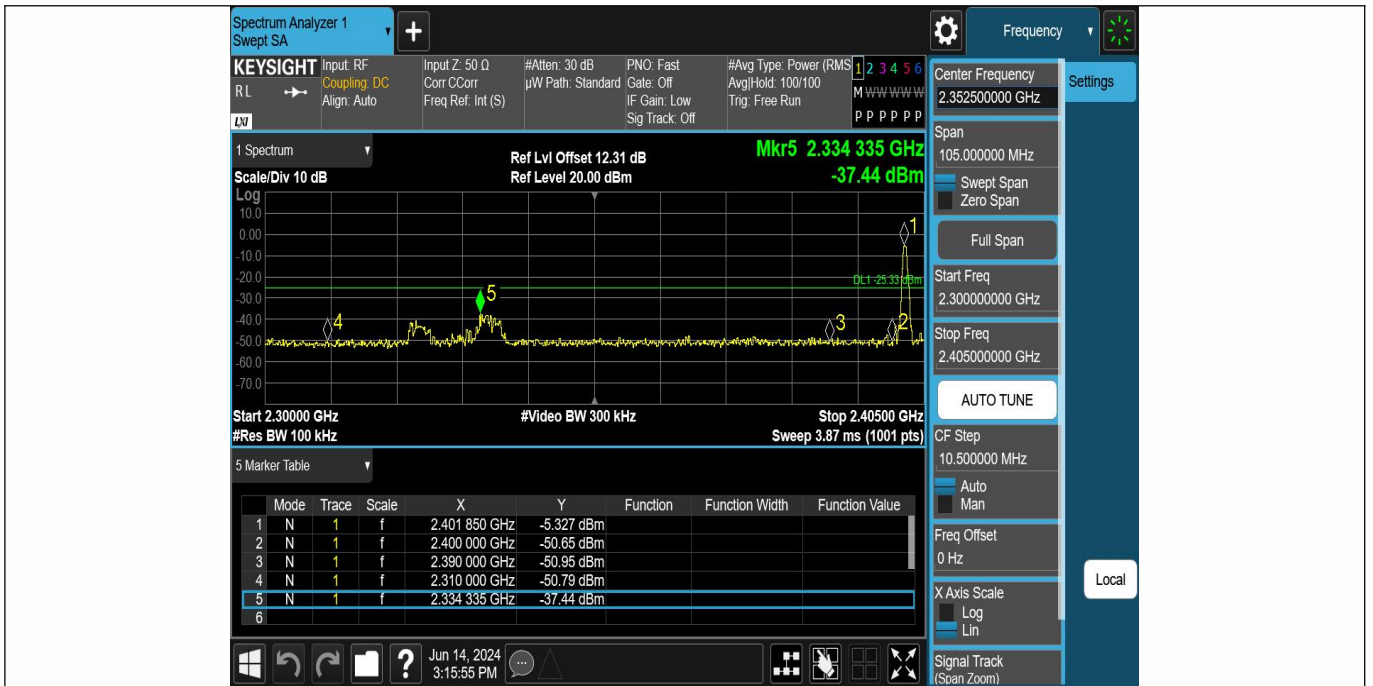 Spectrum Analyzer 1
Swept SA
+
Frequency
KEYSIGHT
RL
LXI
Input: RF
Coupling: DC
Align: Auto
Input Z: 50 Ω
Corr CCorr
Freq Ref: Int (S)
#Atten: 30 dB
µW Path: Standard
PNO: Fast
Gate: Off
IF Gain: Low
Sig Track: Off
#Avg Type: Power (RMS
Avg|Hold: 100/100
Trig: Free Run
1 2 3 4 5 6
M W W W W W
P P P P P P
1 Spectrum
Scale/Div 10 dB
Ref Lvl Offset 12.31 dB
Ref Level 20.00 dBm
Mkr5 2.334 335 GHz
-37.44 dBm
Log
10.0
0.00
-10.0
-20.0
-30.0
-40.0
-50.0
-60.0
-70.0
1
DL1 -25.33 dBm
5
4
3
2
Start 2.30000 GHz
#Video BW 300 kHz
Stop 2.40500 GHz
#Res BW 100 kHz
Sweep 3.87 ms (1001 pts)
5 Marker Table
Mode Trace Scale X Y Function Function Width Function Value
1 N 1 f 2.401 850 GHz -5.327 dBm
2 N 1 f 2.400 000 GHz -50.65 dBm
3 N 1 f 2.390 000 GHz -50.95 dBm
4 N 1 f 2.310 000 GHz -50.79 dBm
5 N 1 f 2.334 335 GHz -37.44 dBm
6
?
Jun 14, 2024
3:15:55 PM
Center Frequency
2.352500000 GHz
Settings
Span
105.000000 MHz
Swept Span
Zero Span
Full Span
Start Freq
2.300000000 GHz
Stop Freq
2.405000000 GHz
AUTO TUNE
CF Step
10.500000 MHz
Auto
Man
Freq Offset
0 Hz
Local
X Axis Scale
Log
Lin
Signal Track
(Span Zoom)